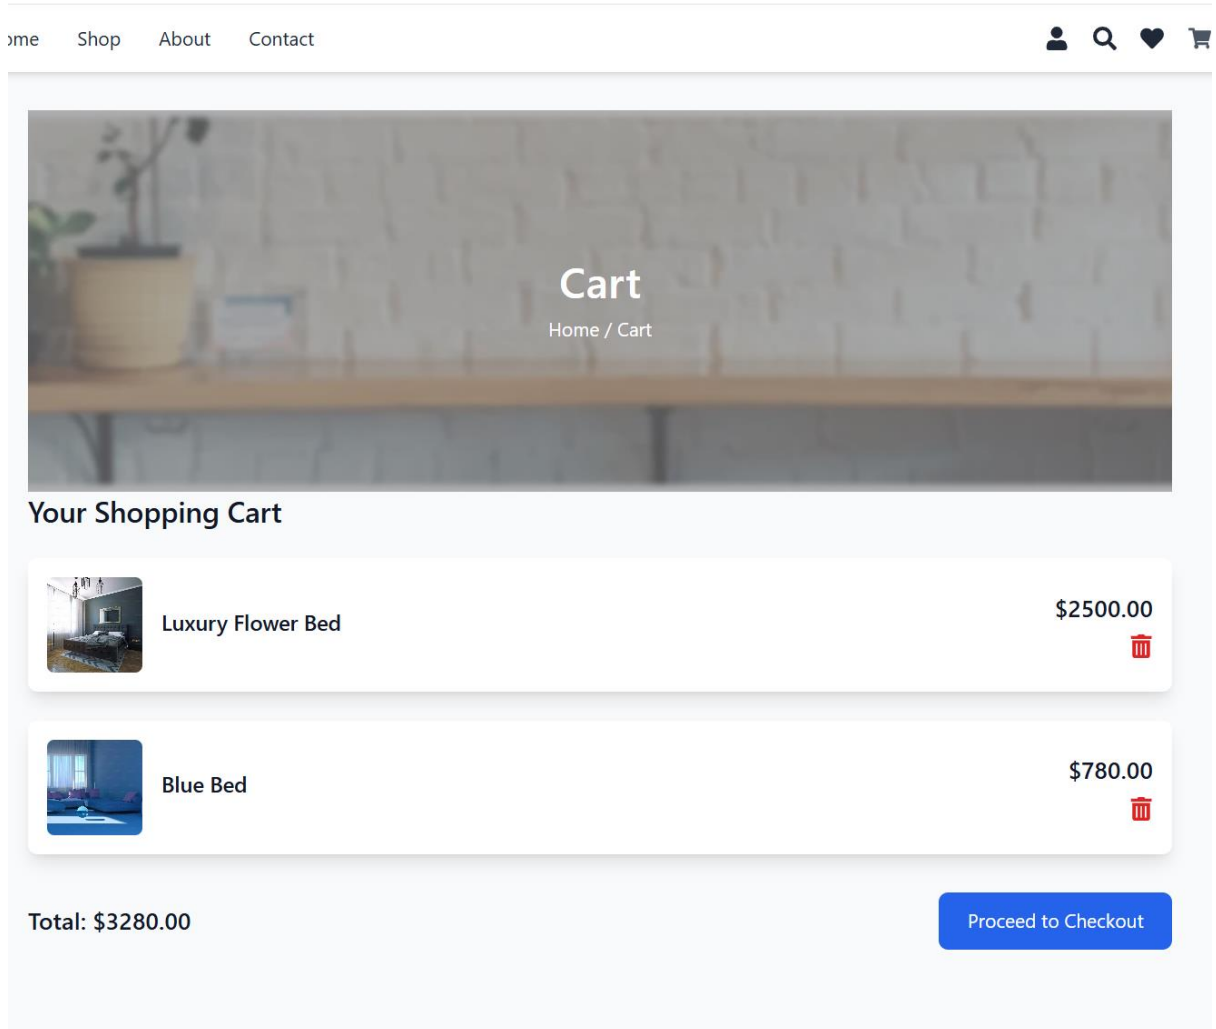 ome Shop About Contact
Cart
Home / Cart
Your Shopping Cart
Luxury Flower Bed
$2500.00
Blue Bed
$780.00
Total: $3280.00
Proceed to Checkout